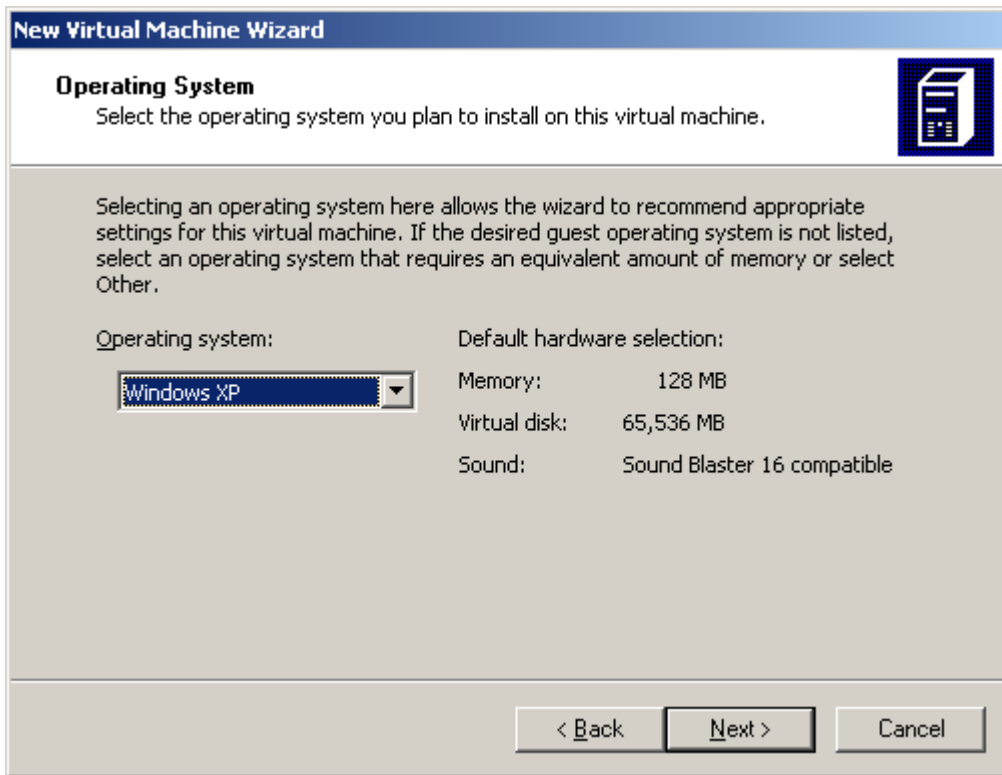 New Virtual Machine Wizard
Operating System
Select the operating system you plan to install on this virtual machine.
Selecting an operating system here allows the wizard to recommend appropriate
settings for this virtual machine. If the desired guest operating system is not listed,
select an operating system that requires an equivalent amount of memory or select
Other.
Operating system:
Windows XP
Default hardware selection:
Memory: 128 MB
Virtual disk: 65,536 MB
Sound: Sound Blaster 16 compatible
< Back Next > Cancel